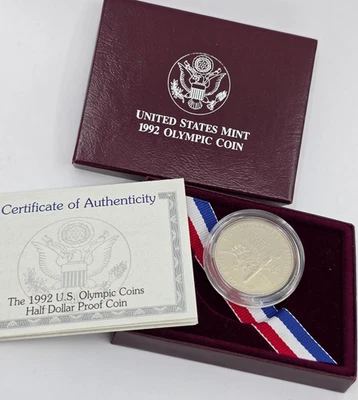 UNITED STATES MINT
1992 OLYMPIC COIN
Certificate of Authenticity
The 1992 U.S. Olympic Coins
Half Dollar Proof Coin